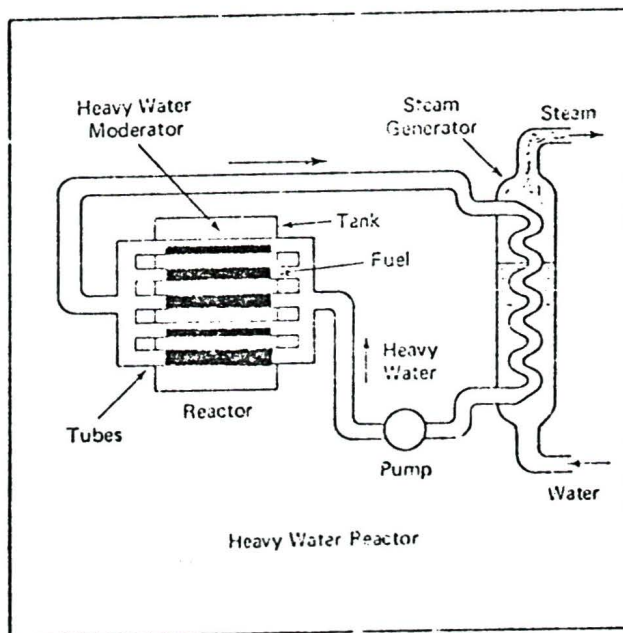 Heavy Water
Moderator
Steam
Generator
Steam
Tank
Fuel
Heavy
Water
Reactor
Tubes
Pump
Water
Heavy Water Reactor